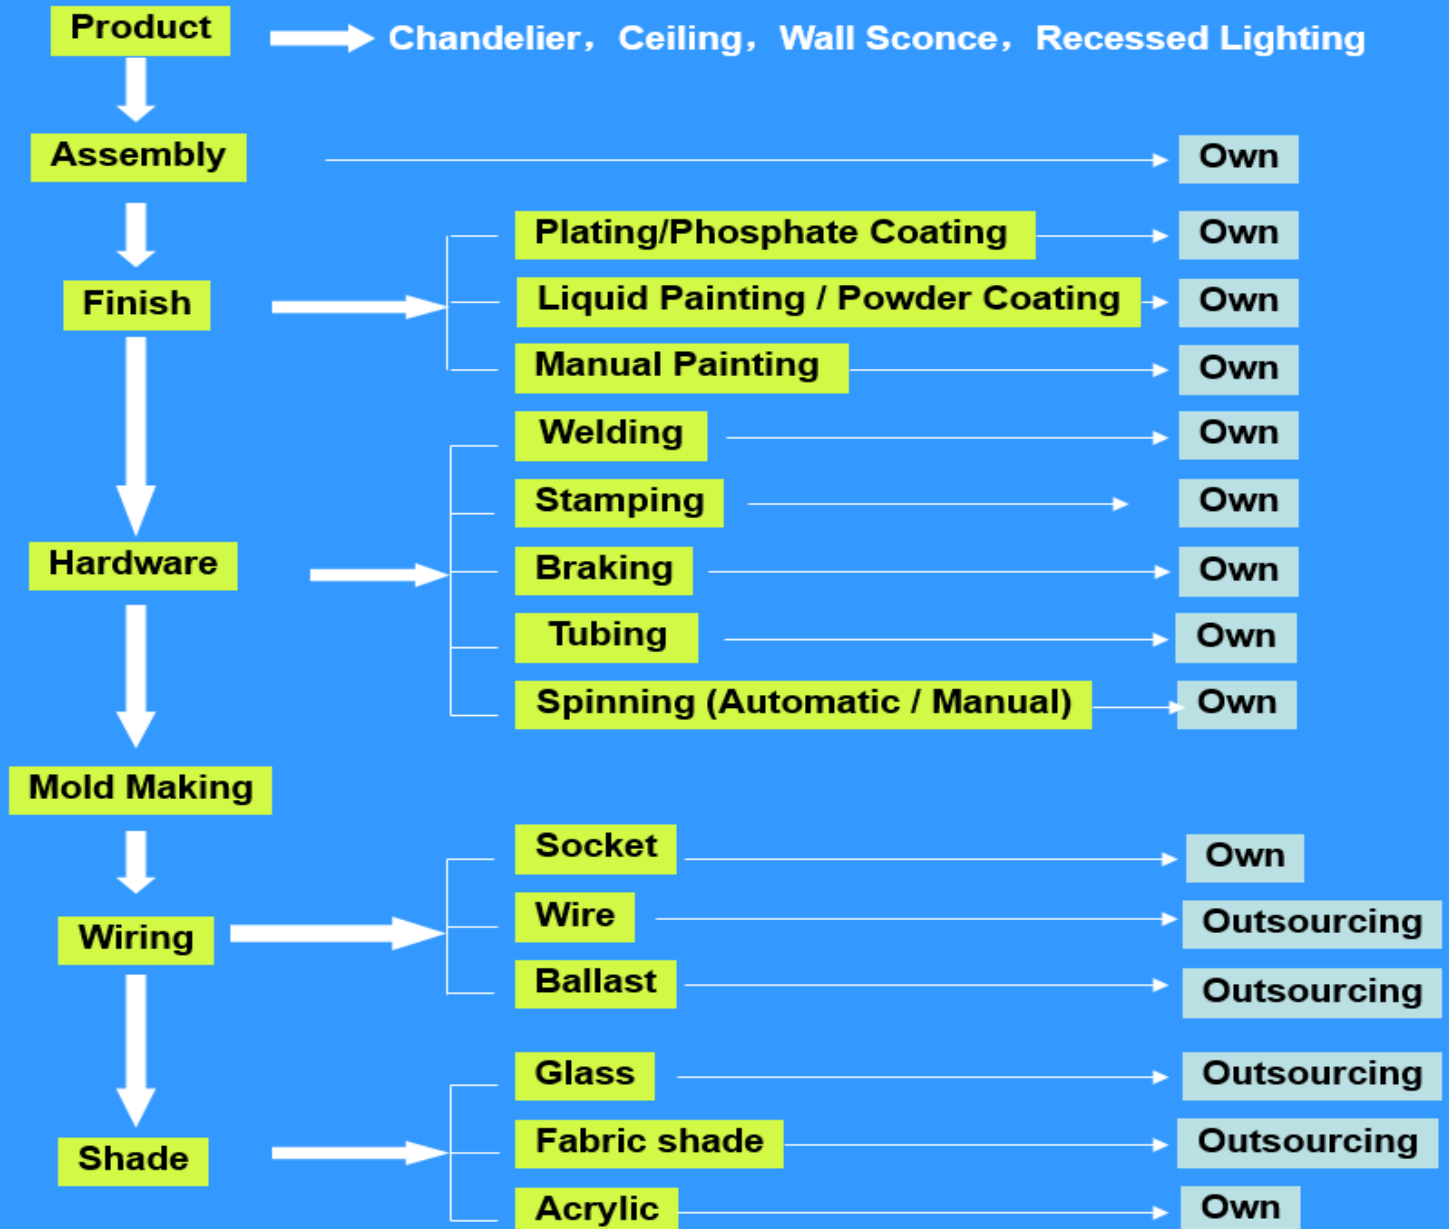 Product
Chandelier，Ceiling，Wall Sconce，Recessed Lighting
Assembly
Own
Finish
Plating/Phosphate Coating
Own
Liquid Painting / Powder Coating
Own
Manual Painting
Own
Hardware
Welding
Own
Stamping
Own
Braking
Own
Tubing
Own
Spinning (Automatic / Manual)
Own
Mold Making
Wiring
Socket
Own
Wire
Outsourcing
Ballast
Outsourcing
Shade
Glass
Outsourcing
Fabric shade
Outsourcing
Acrylic
Own